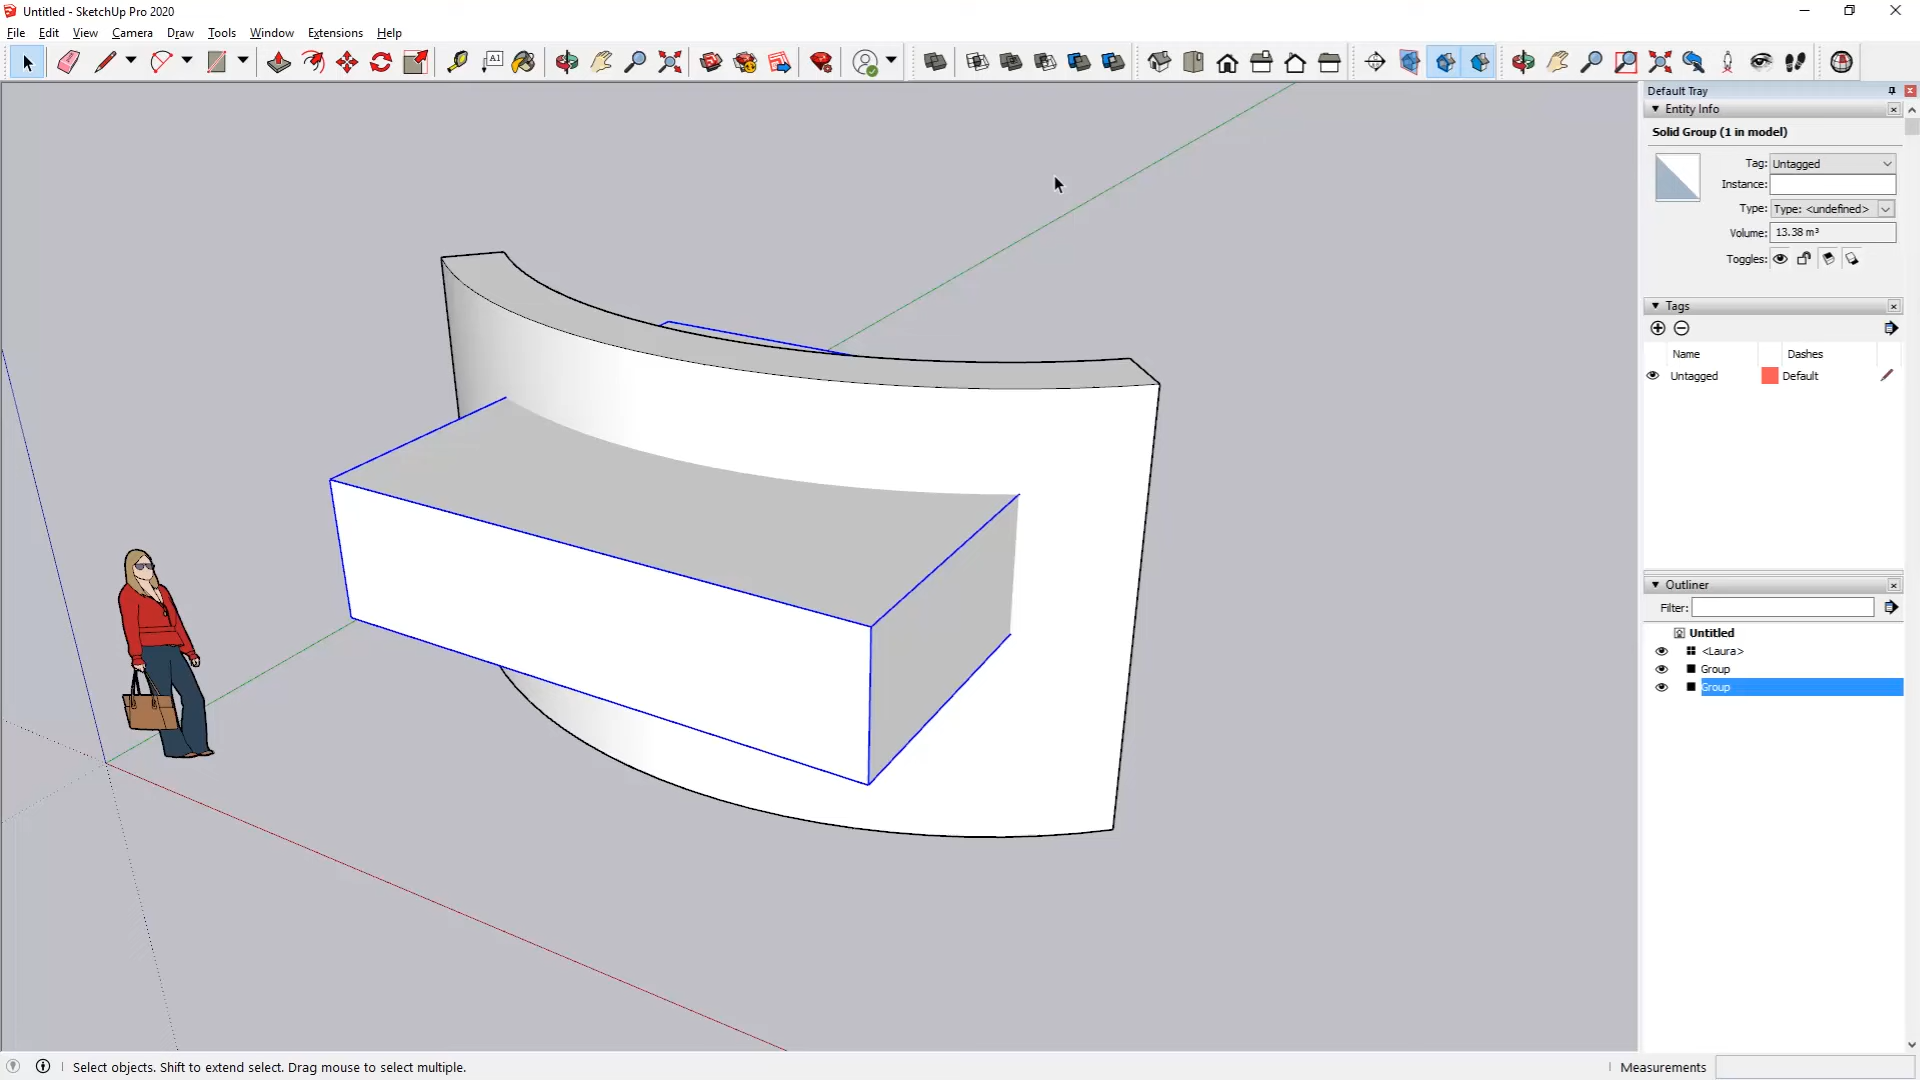 Untitled - SketchUp Pro 2020
File Edit View Camera Draw Tools Window Extensions Help
A1
Default Tray
Entity Info
Solid Group (1 in model)
Tag: Untagged
Instance:
Type: Type: <undefined>
Volume: 13.38 m³
Toggles:
Tags
Name Dashes
Untagged Default
Outliner
Filter:
Untitled
<Laura>
Group
Group
Select objects. Shift to extend select. Drag mouse to select multiple.
Measurements